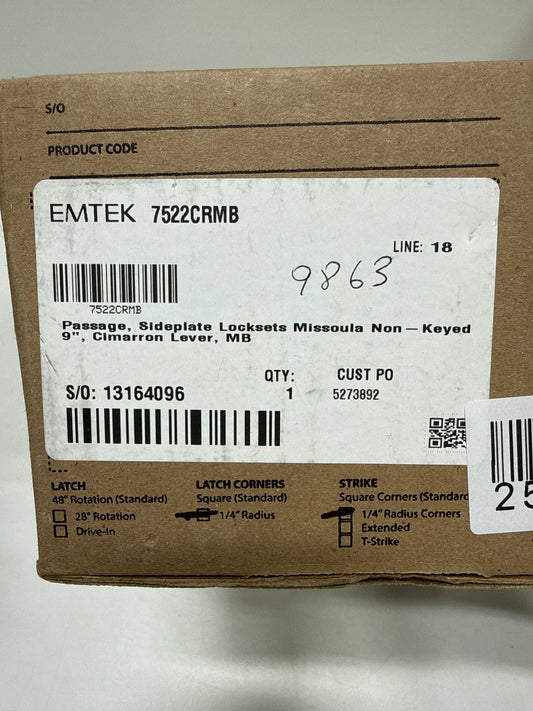 S/O
PRODUCT CODE
EMTEK 7522CRMB
LINE: 18
9863
7522CRMB
Passage, Sideplate Locksets Missoula Non-Keyed
9", Cimarron Lever, MB
QTY: CUST PO
S/O: 13164096 1 5273892
25
LATCH LATCH CORNERS STRIKE
48" Rotation (Standard) Square (Standard) Square Corners (Standard
28" Rotation 1/4" Radius 1/4" Radius Corners
Drive-In Extended
T-Strike